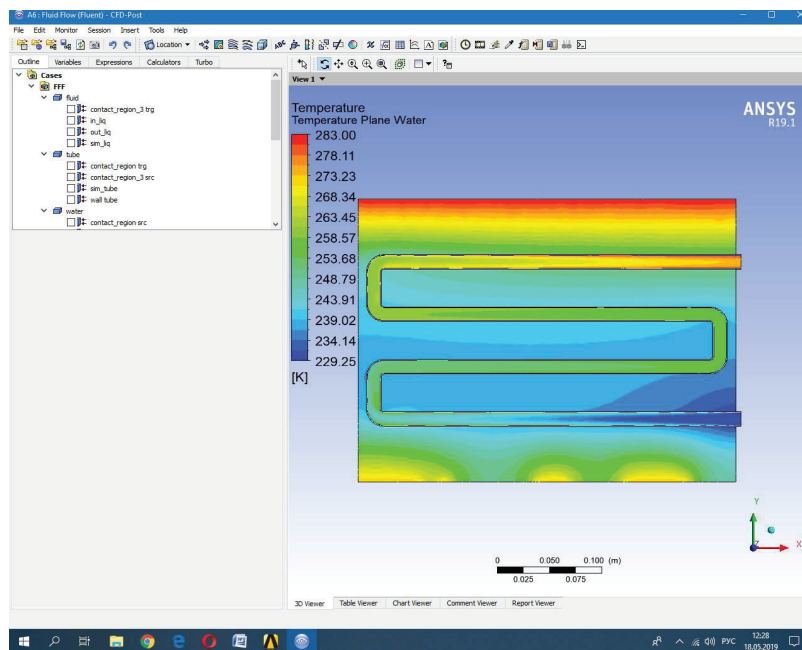 A6 : Fluid Flow (Fluent) - CFD-Post
File Edit Monitor Session Insert Tools Help
Location
Outline Variables Expressions Calculators Turbo
Cases
FFF
fluid
contact_region_3 trg
in_liq
out_liq
sim_liq
tube
contact_region trg
contact_region_3 src
sim_tube
wall tube
water
contact_region src
View 1
Temperature
Temperature Plane Water
283.00
278.11
273.23
268.34
263.45
258.57
253.68
248.79
243.91
239.02
234.14
229.25
[K]
ANSYS
R19.1
Y
Z
X
0 0.050 0.100 (m)
0.025 0.075
3D Viewer Table Viewer Chart Viewer Comment Viewer Report Viewer
РУС
12:28
18.05.2019